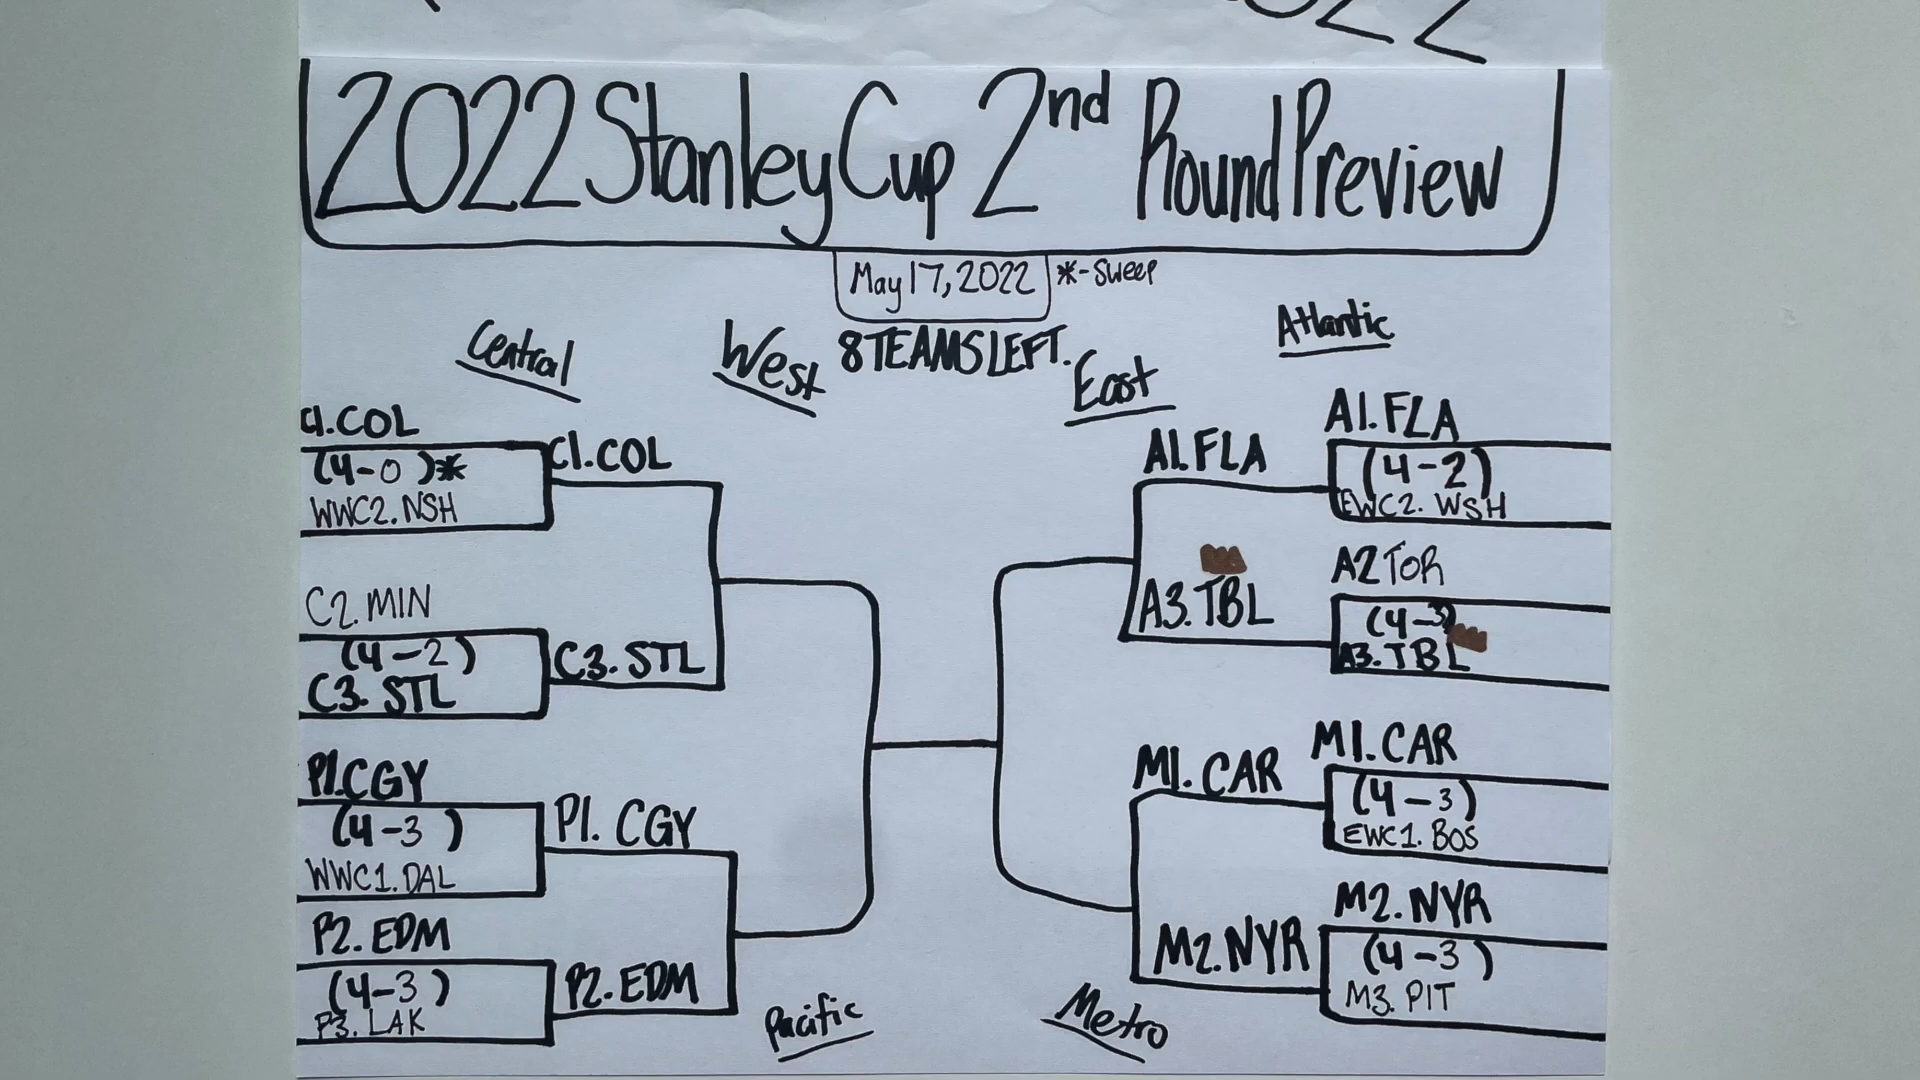 2022
2022 Stanley Cup 2nd Round Preview
May 17, 2022 *-Sweep
8 TEAMS LEFT.
Central
West
East
Atlantic
C1.COL
(4-0)*
WWC2.NSH
C1.COL
C2.MIN
(4-2)
C3.STL
C3.STL
P1.CGY
(4-3)
WWC1.DAL
P1.CGY
P2.EDM
(4-3)
P3.LAK
P2.EDM
Pacific
A1.FLA
A1.FLA
(4-2)
EWC2.WSH
A3.TBL
A2 TOR
(4-3)
A3.TBL
M1.CAR
M1.CAR
(4-3)
EWC1.BOS
M2.NYR
M2.NYR
(4-3)
M3.PIT
Metro